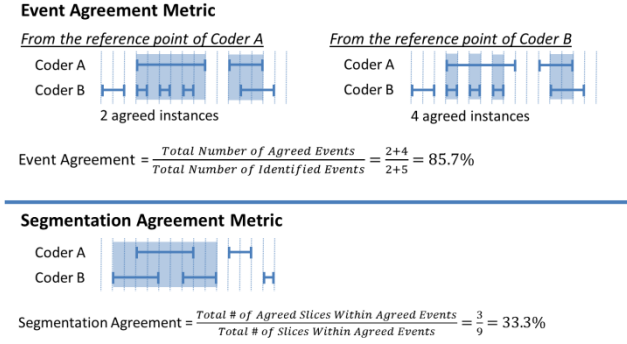 Event Agreement Metric
From the reference point of Coder A
From the reference point of Coder B
Coder A
Coder B
2 agreed instances
Coder A
Coder B
4 agreed instances
Event Agreement = Total Number of Agreed Events / Total Number of Identified Events = 2+4 / 2+5 = 85.7%
Segmentation Agreement Metric
Coder A
Coder B
Segmentation Agreement = Total # of Agreed Slices Within Agreed Events / Total # of Slices Within Agreed Events = 3 / 9 = 33.3%